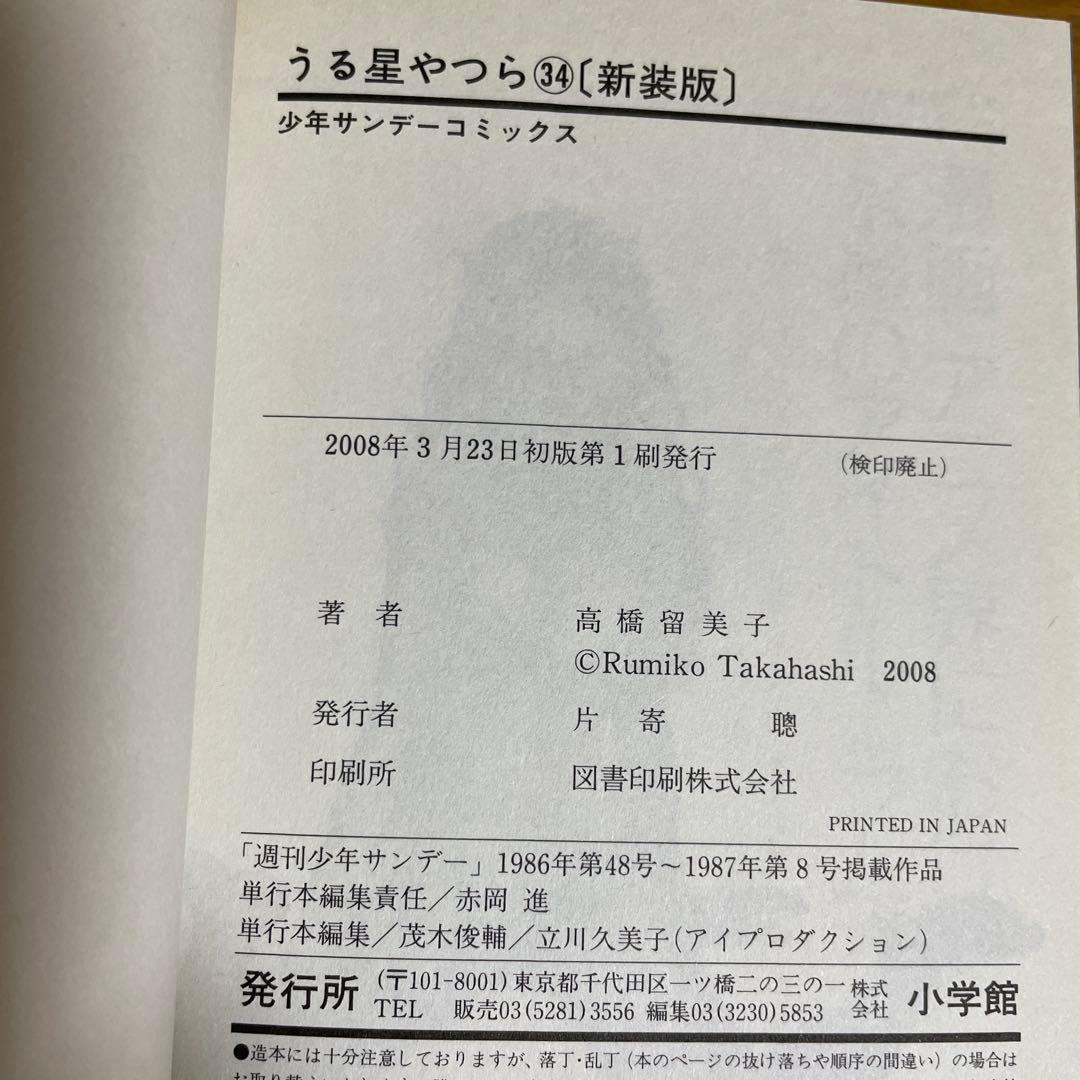 うる星やつら㉞〔新装版〕
少年サンデーコミックス
2008年3月23日初版第1刷発行 （検印廃止）
著者 高橋留美子
©Rumiko Takahashi 2008
発行者 片寄 聰
印刷所 図書印刷株式会社
PRINTED IN JAPAN
「週刊少年サンデー」1986年第48号～1987年第8号掲載作品
単行本編集責任／赤岡 進
単行本編集／茂木俊輔／立川久美子（アイプロダクション）
発行所 （〒101-8001）東京都千代田区一ツ橋二の三の一 株式会社 小学館
TEL 販売03(5281)3556 編集03(3230)5853
●造本には十分注意しておりますが、落丁・乱丁（本のページの抜け落ちや順序の間違い）の場合は